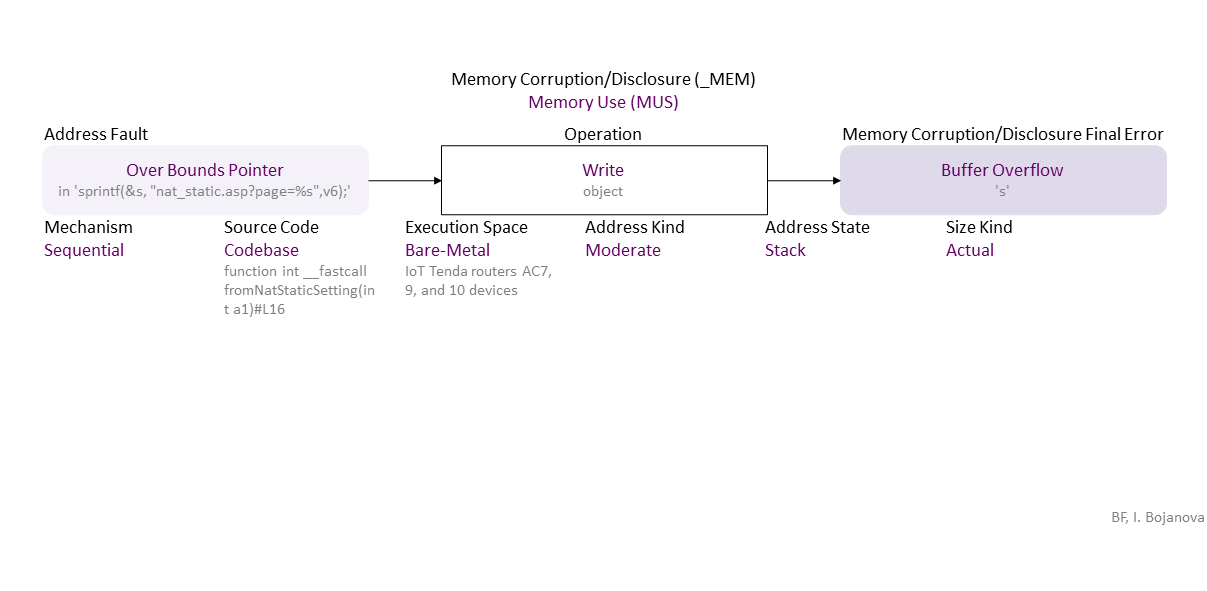 Memory Corruption/Disclosure (_MEM)
Memory Use (MUS)
Address Fault
Operation
Memory Corruption/Disclosure Final Error
Over Bounds Pointer
in 'sprintf(&s, "nat_static.asp?page=%s",v6);'
Write
object
Buffer Overflow
's'
Mechanism
Sequential
Source Code
Codebase
function int __fastcall
fromNatStaticSetting(in
t a1)#L16
Execution Space
Bare-Metal
IoT Tenda routers AC7,
9, and 10 devices
Address Kind
Moderate
Address State
Stack
Size Kind
Actual
BF, I. Bojanova